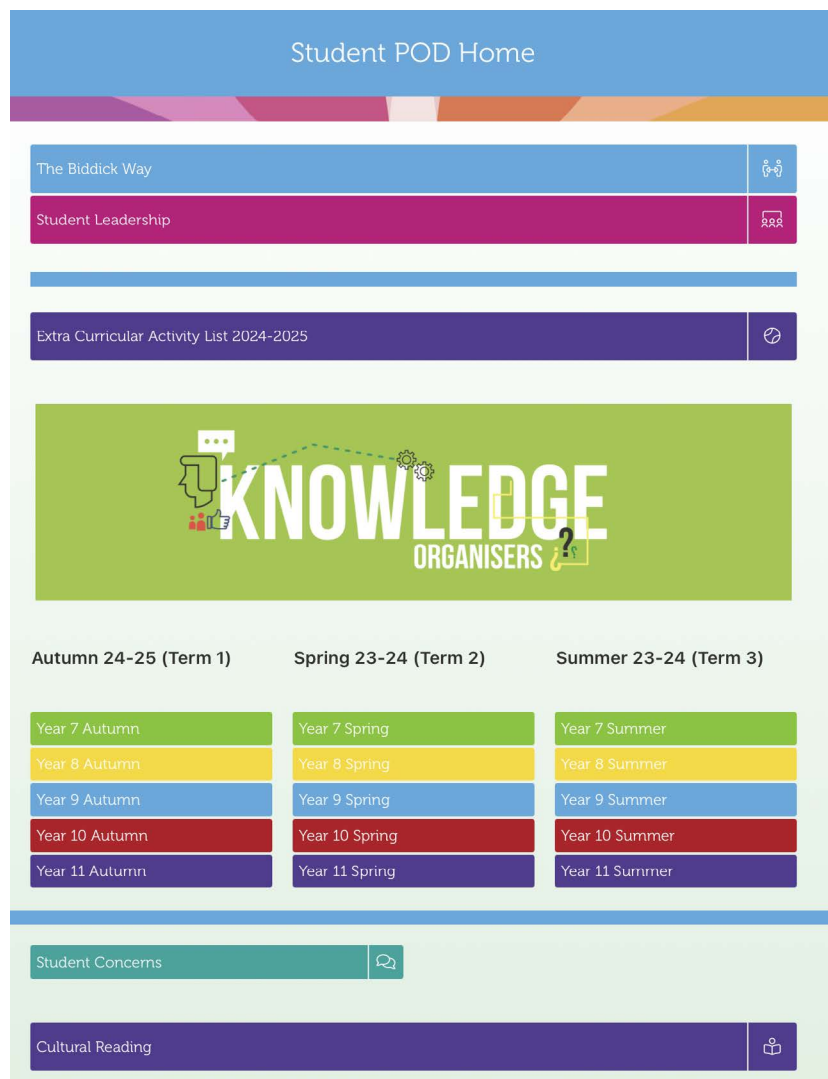 Student POD Home
The Biddick Way
Student Leadership
Extra Curricular Activity List 2024-2025
KNOWLEDGE
ORGANISERS
Autumn 24-25 (Term 1)
Spring 23-24 (Term 2)
Summer 23-24 (Term 3)
Year 7 Autumn
Year 7 Spring
Year 7 Summer
Year 8 Autumn
Year 8 Spring
Year 8 Summer
Year 9 Autumn
Year 9 Spring
Year 9 Summer
Year 10 Autumn
Year 10 Spring
Year 10 Summer
Year 11 Autumn
Year 11 Spring
Year 11 Summer
Student Concerns
Cultural Reading